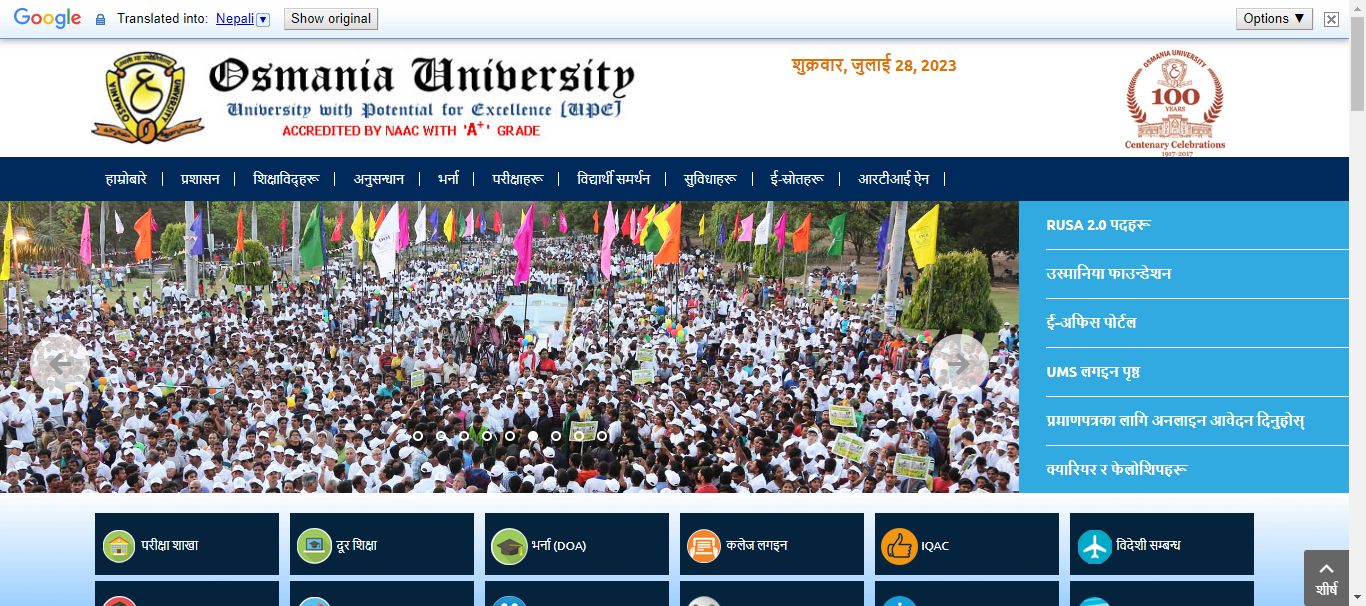 Google Translated into: Nepali ▼ Show original Options ▼
Osmania University
University with Potential for Excellence [UPE]
ACCREDITED BY NAAC WITH 'A+' GRADE
शुक्रवार, जुलाई 28, 2023
OSMANIA UNIVERSITY
100
YEARS
Centenary Celebrations
1917-2017
हाम्रोबारे
प्रशासन
शिक्षाविद्हरू
अनुसन्धान
भर्ना
परीक्षाहरू
विद्यार्थी समर्थन
सुविधाहरू
ई-स्रोतहरू
आरटीआई ऐन
RUSA 2.0 पदहरू
उस्मानिया फाउन्डेशन
ई-अफिस पोर्टल
UMS लगइन पृष्ठ
प्रमाणपत्रका लागि अनलाइन आवेदन दिनुहोस्
क्यारियर र फेलोशिपहरू
परीक्षा शाखा
दूर शिक्षा
भर्ना (DOA)
कलेज लगइन
IQAC
विदेशी सम्बन्ध
शीर्ष